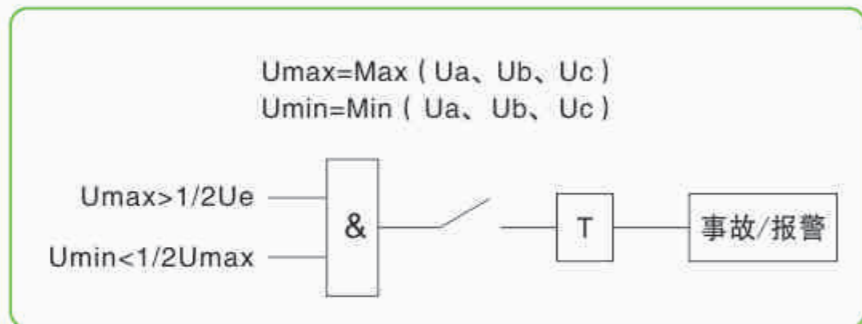 Umax=Max ( Ua、Ub、Uc )
Umin=Min ( Ua、Ub、Uc )
Umax>1/2Ue
&
T
事故/报警
Umin<1/2Umax